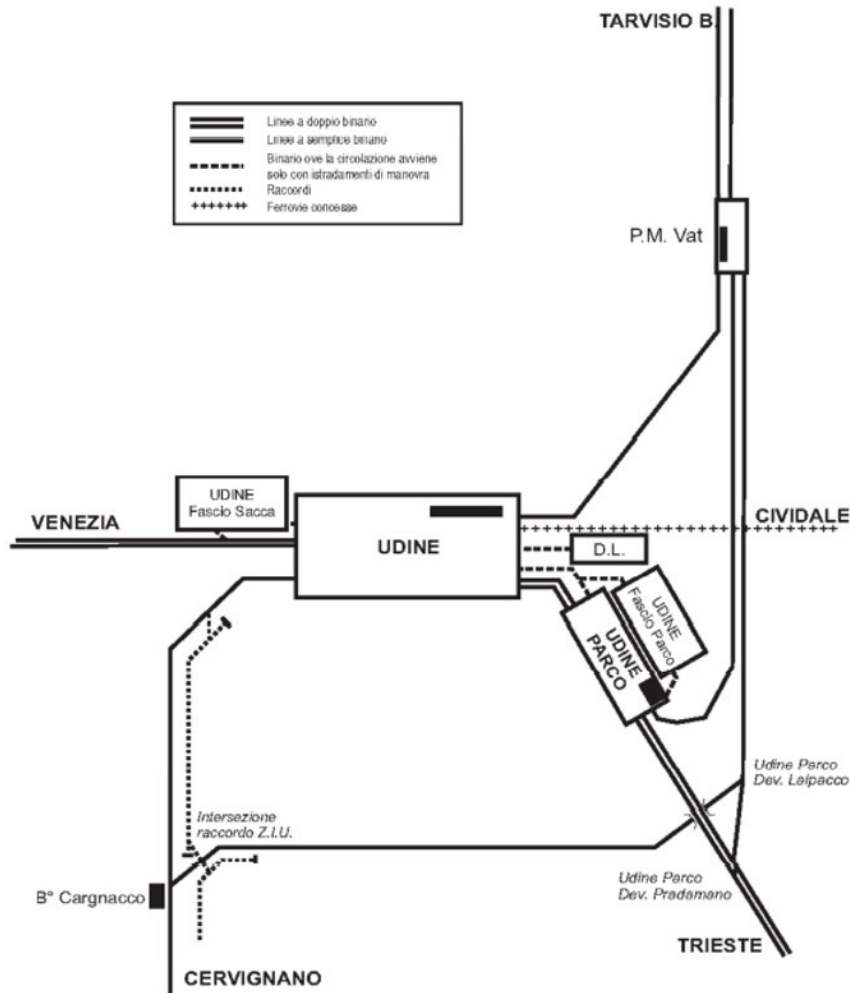 TARVISIO B.
Linee a doppio binario
Linee a semplice binario
Binario ove la circolazione avviene
solo con istradamenti di manovra
Raccordi
Ferrovie concesse
P.M. Vat
UDINE
Fascio Sacca
VENEZIA
UDINE
CIVIDALE
D.L.
UDINE
Fascio Parco
UDINE
PARCO
Udine Parco
Dev. Laipacco
Intersezione
raccordo Z.I.U.
Udine Parco
Dev. Pradamano
B° Cargnacco
TRIESTE
CERVIGNANO